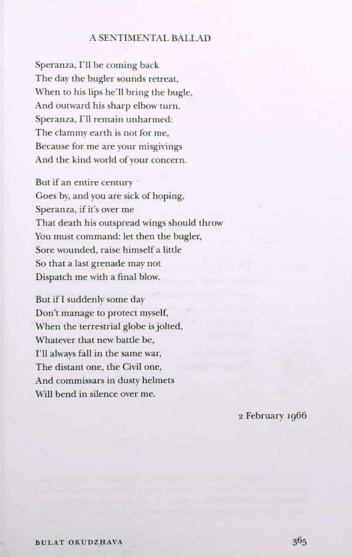 A SENTIMENTAL BALLAD
Speranza, I'll be coming back
The day the bugler sounds retreat,
When to his lips he'll bring the bugle,
And outward his sharp elbow turn.
Speranza, I'll remain unharmed:
The clammy earth is not for me,
Because for me are your misgivings
And the kind world of your concern.
But if an entire century
Goes by, and you are sick of hoping,
Speranza, if it's over me
That death his outspread wings should throw
You must command: let then the bugler,
Sore wounded, raise himself a little
So that a last grenade may not
Dispatch me with a final blow.
But if I suddenly some day
Don't manage to protect myself,
When the terrestrial globe is jolted,
Whatever that new battle be,
I'll always fall in the same war,
The distant one, the Civil one,
And commissars in dusty helmets
Will bend in silence over me.
2 February 1966
BULAT OKUDZHAVA 365